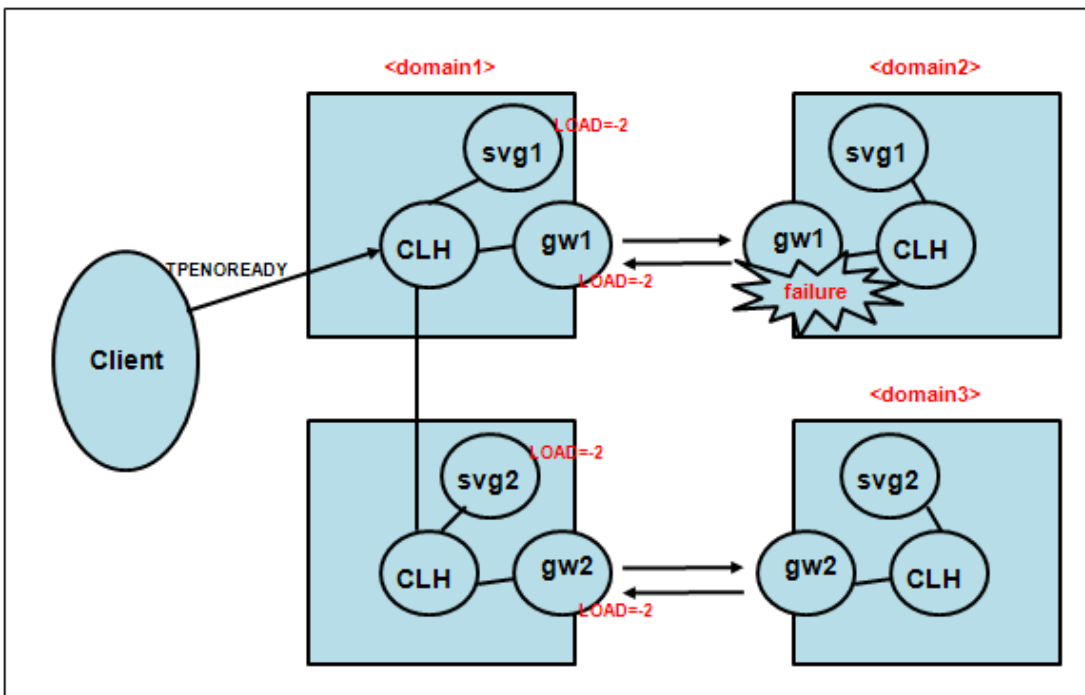 <domain1>
<domain2>
LOAD=-2
svg1
svg1
CLH
gw1
gw1
CLH
TPENOREADY
LOAD=-2
failure
Client
<domain3>
LOAD=-2
svg2
svg2
CLH
gw2
gw2
CLH
LOAD=-2